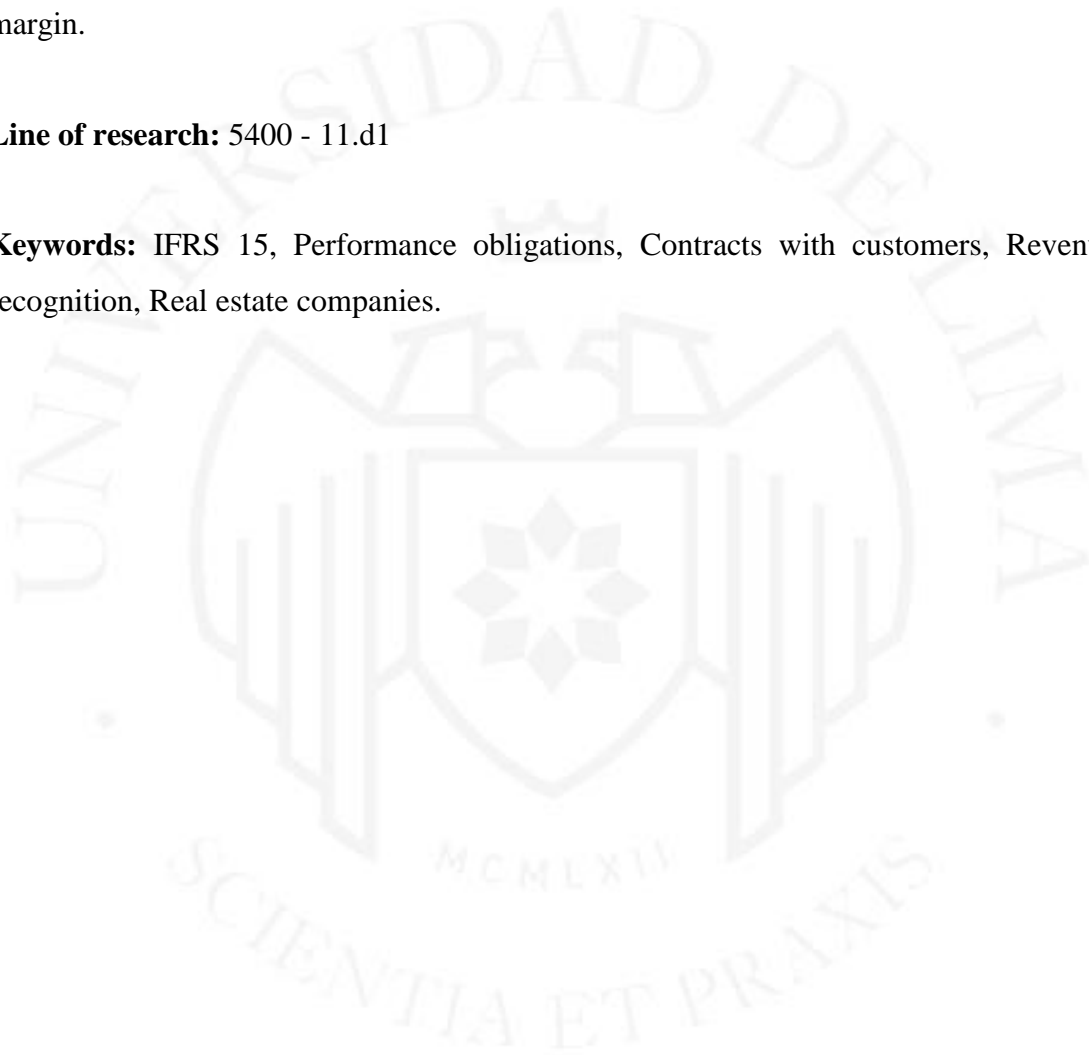 margin.
Line of research: 5400 - 11.d1
Keywords: IFRS 15, Performance obligations, Contracts with customers, Reven
recognition, Real estate companies.
UNIVERSIDAD DE LIMA
MCMLXII
SCIENTIA ET PRAXIS